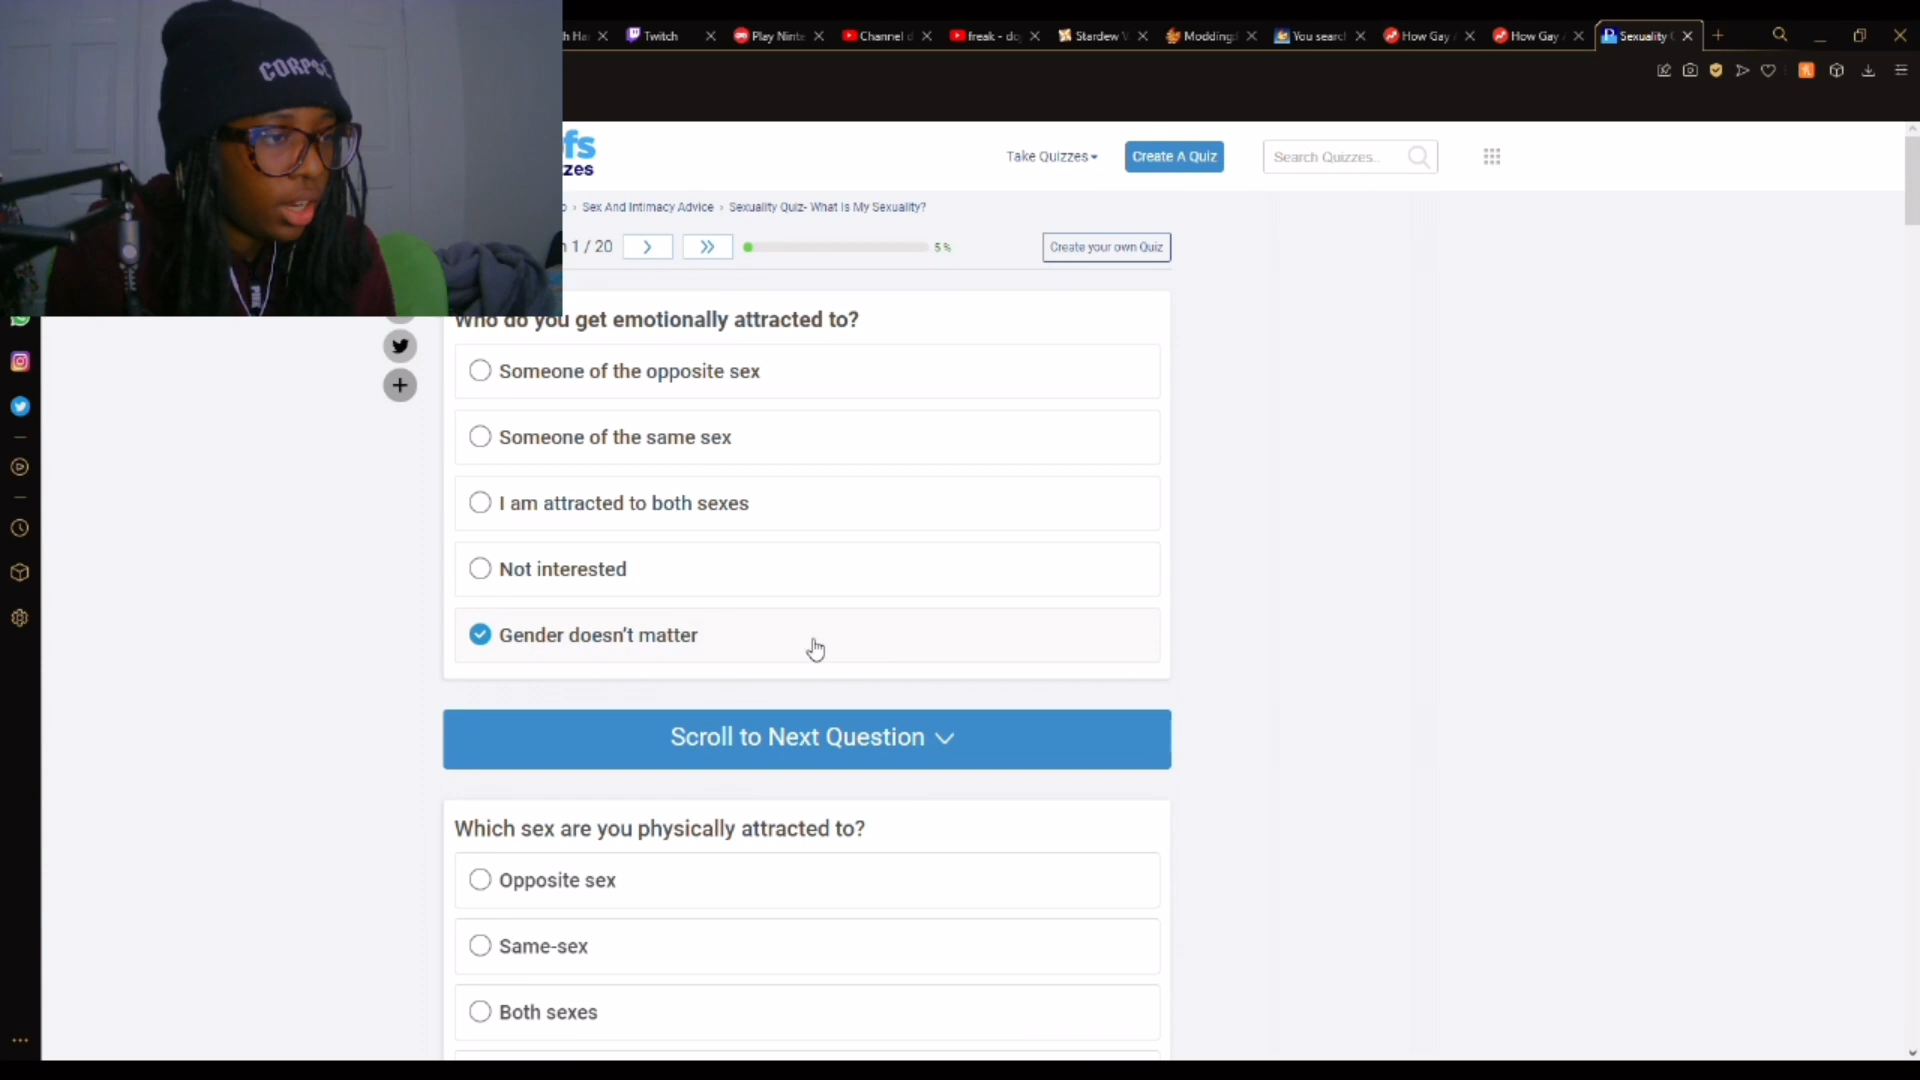 CORPSE
Twitch
Play Ninte
Channel d
freak - do
Stardew V
Modding:
You searc
How Gay
How Gay
Sexuality
fs
zes
Take Quizzes
Create A Quiz
Search Quizzes..
Sex And Intimacy Advice › Sexuality Quiz- What Is My Sexuality?
1 / 20
5%
Create your own Quiz
Who do you get emotionally attracted to?
Someone of the opposite sex
Someone of the same sex
I am attracted to both sexes
Not interested
Gender doesn't matter
Scroll to Next Question
Which sex are you physically attracted to?
Opposite sex
Same-sex
Both sexes